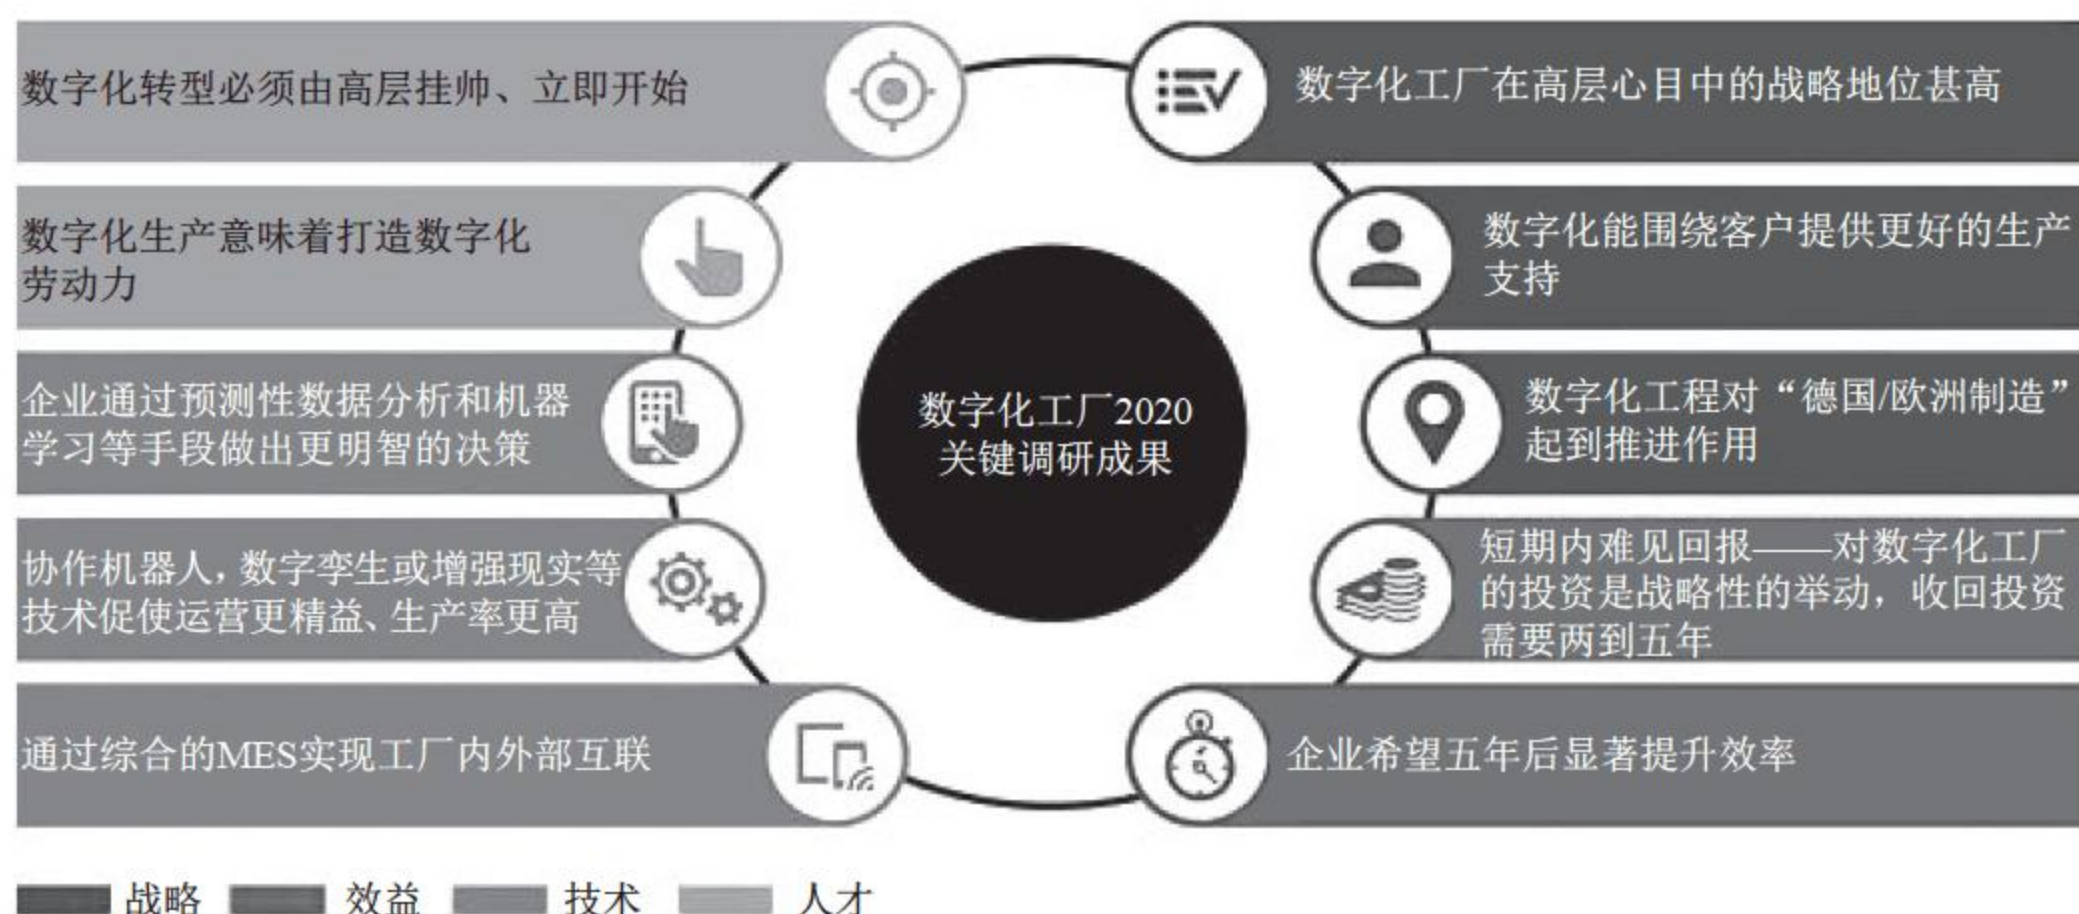 数字化转型必须由高层挂帅、立即开始
数字化生产意味着打造数字化
劳动力
企业通过预测性数据分析和机器
学习等手段做出更明智的决策
协作机器人，数字孪生或增强现实等
技术促使运营更精益、生产率更高
通过综合的MES实现工厂内外部互联
数字化工厂2020
关键调研成果
数字化工厂在高层心目中的战略地位甚高
数字化能围绕客户提供更好的生产
支持
数字化工程对“德国/欧洲制造”
起到推进作用
短期内难见回报——对数字化工厂
的投资是战略性的举动，收回投资
需要两到五年
企业希望五年后显著提升效率
战略 效益 技术 人才